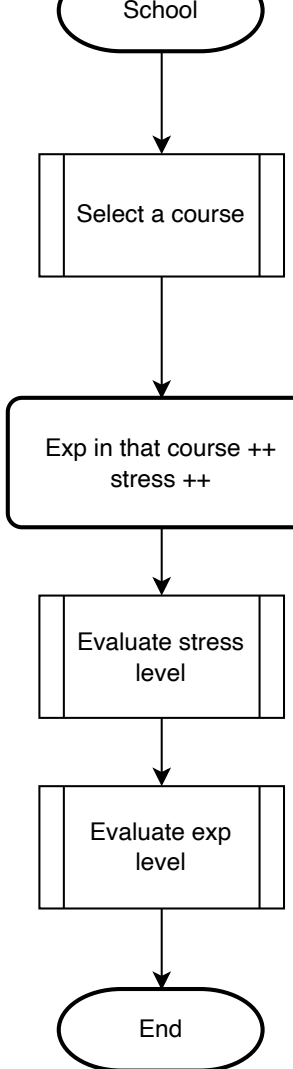 School
Select a course
Exp in that course ++
stress ++
Evaluate stress
level
Evaluate exp
level
End